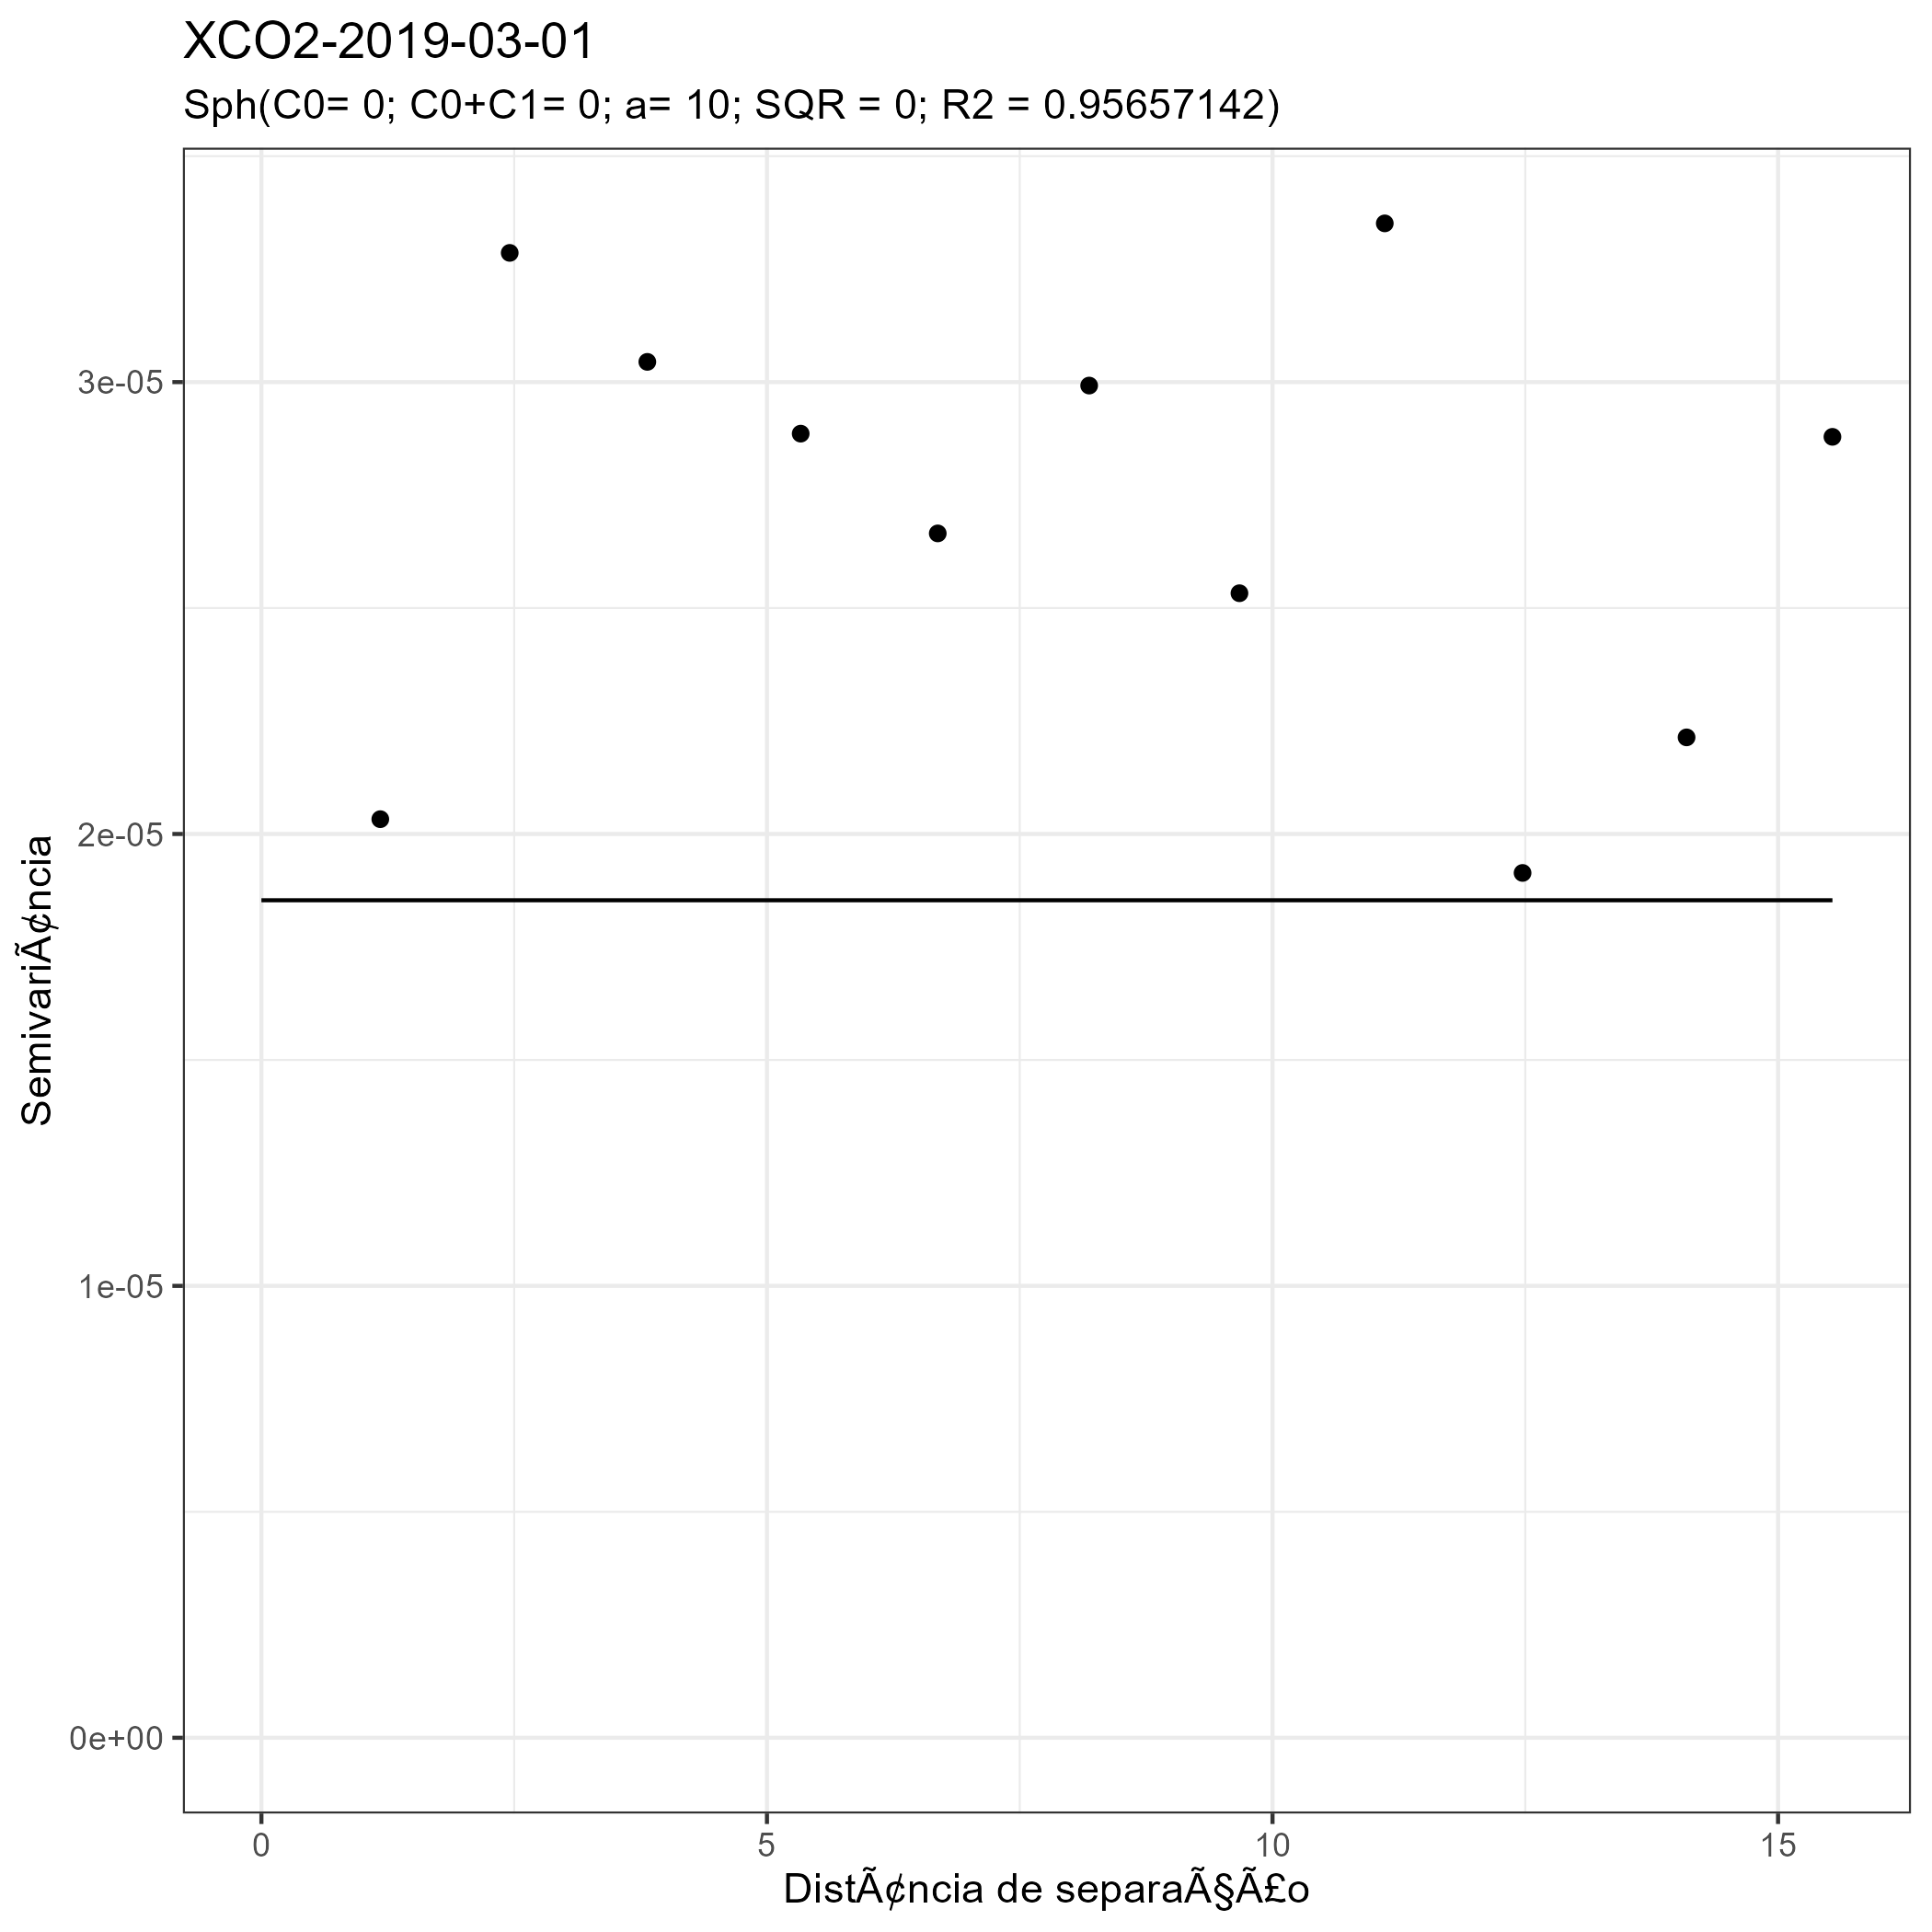 XCO2-2019-03-01
Sph(C0= 0; C0+C1= 0; a= 10; SQR = 0; R2 = 0.95657142)
SemivariÃ¢ncia
3e-05
2e-05
1e-05
0e+00
0
5
10
15
DistÃ¢ncia de separaÃ§Ã£o